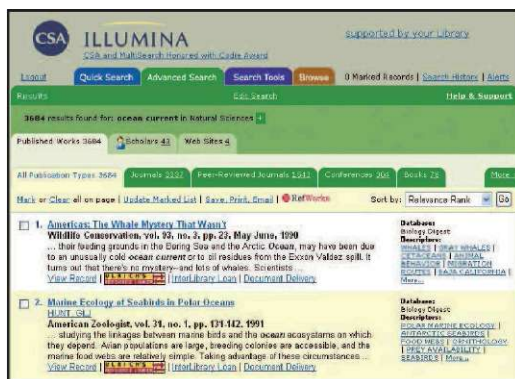 CSA ILLUMINA
CSA and MultiSearch Honored with Codie Award
supported by your Library
Logout Quick Search Advanced Search Search Tools Browse 0 Marked Records | Search History | Alerts
Results Edit Search Help & Support
3684 results found for: ocean current in Natural Sciences +
Published Works 3684 Scholars 43 Web Sites 4
All Publication Types 3684 Journals Peer-Reviewed Journals Conferences Books More...
Mark or Clear all on page | Update Marked List | Save, Print, Email | RefWorks Sort by: Relevance Rank Go
1. Americas: The Whale Mystery That Wasn't
Wildlife Conservation, vol. 93, no. 3, pp. 23, May June, 1990
... their feeding grounds in the Bering Sea and the Arctic Ocean, may have been due
to an unusually cold ocean current or to oil residues from the Exxon Valdez spill. It
turns out that there's no mystery--and lots of whales. Scientists ...
View Record | ULRICH'S | InterLibrary Loan | Document Delivery
Database:
Biology Digest
Descriptors:
WHALES | GRAY WHALES |
CETACEANS | ANIMAL
BEHAVIOR | MIGRATION
ROUTES | BAJA CALIFORNIA |
More...
2. Marine Ecology of Seabirds in Polar Oceans
HUNT, GLJ
American Zoologist, vol. 31, no. 1, pp. 131-142, 1991
... studying the linkages between marine birds and the ocean ecosystems on which
they depend. Avian populations are large, breeding colonies are accessible, and the
marine food webs are relatively simple. Taking advantage of these circumstances ...
View Record | ULRICH'S | InterLibrary Loan | Document Delivery
Database:
Biology Digest
Descriptors:
POLAR MARINE ECOLOGY |
ANTARCTIC SEABIRDS |
FOOD WEBS | ORNITHOLOGY
| PREY AVAILABILITY |
SEABIRDS | More...